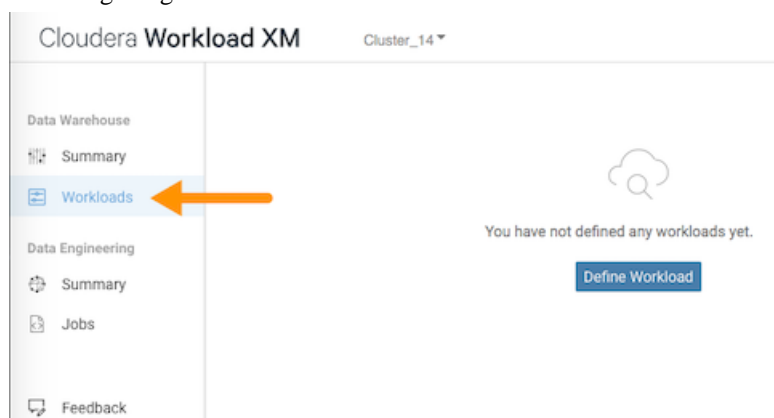 Cloudera Workload XM
Cluster_14
Data Warehouse
Summary
Workloads
Data Engineering
Summary
Jobs
Feedback
You have not defined any workloads yet.
Define Workload